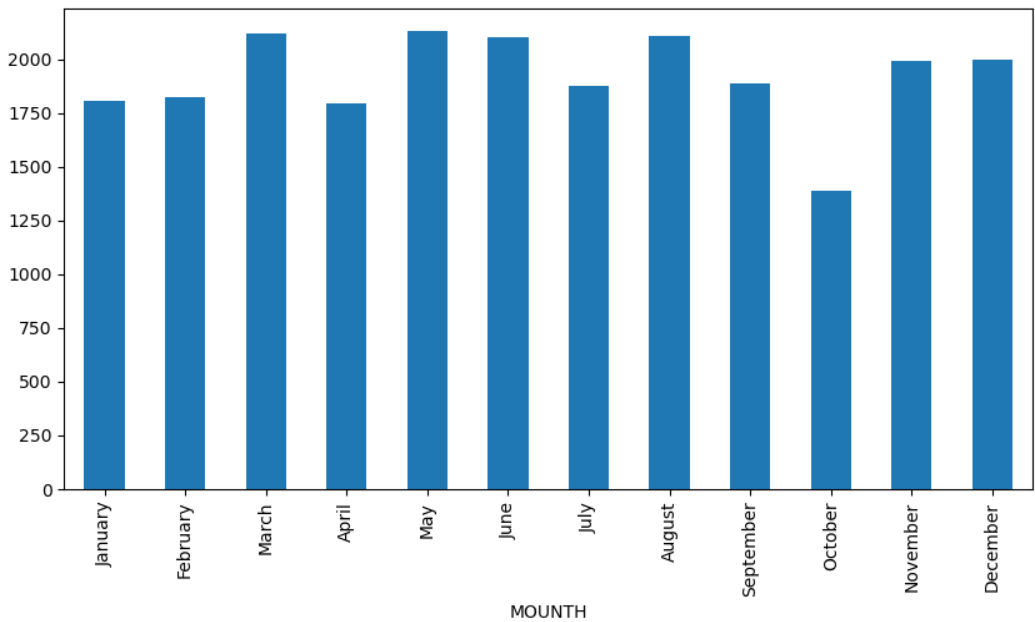 2000
1750
1500
1250
1000
750
500
250
0
January
February
March
April
May
June
July
August
September
October
November
December
MOUNTH